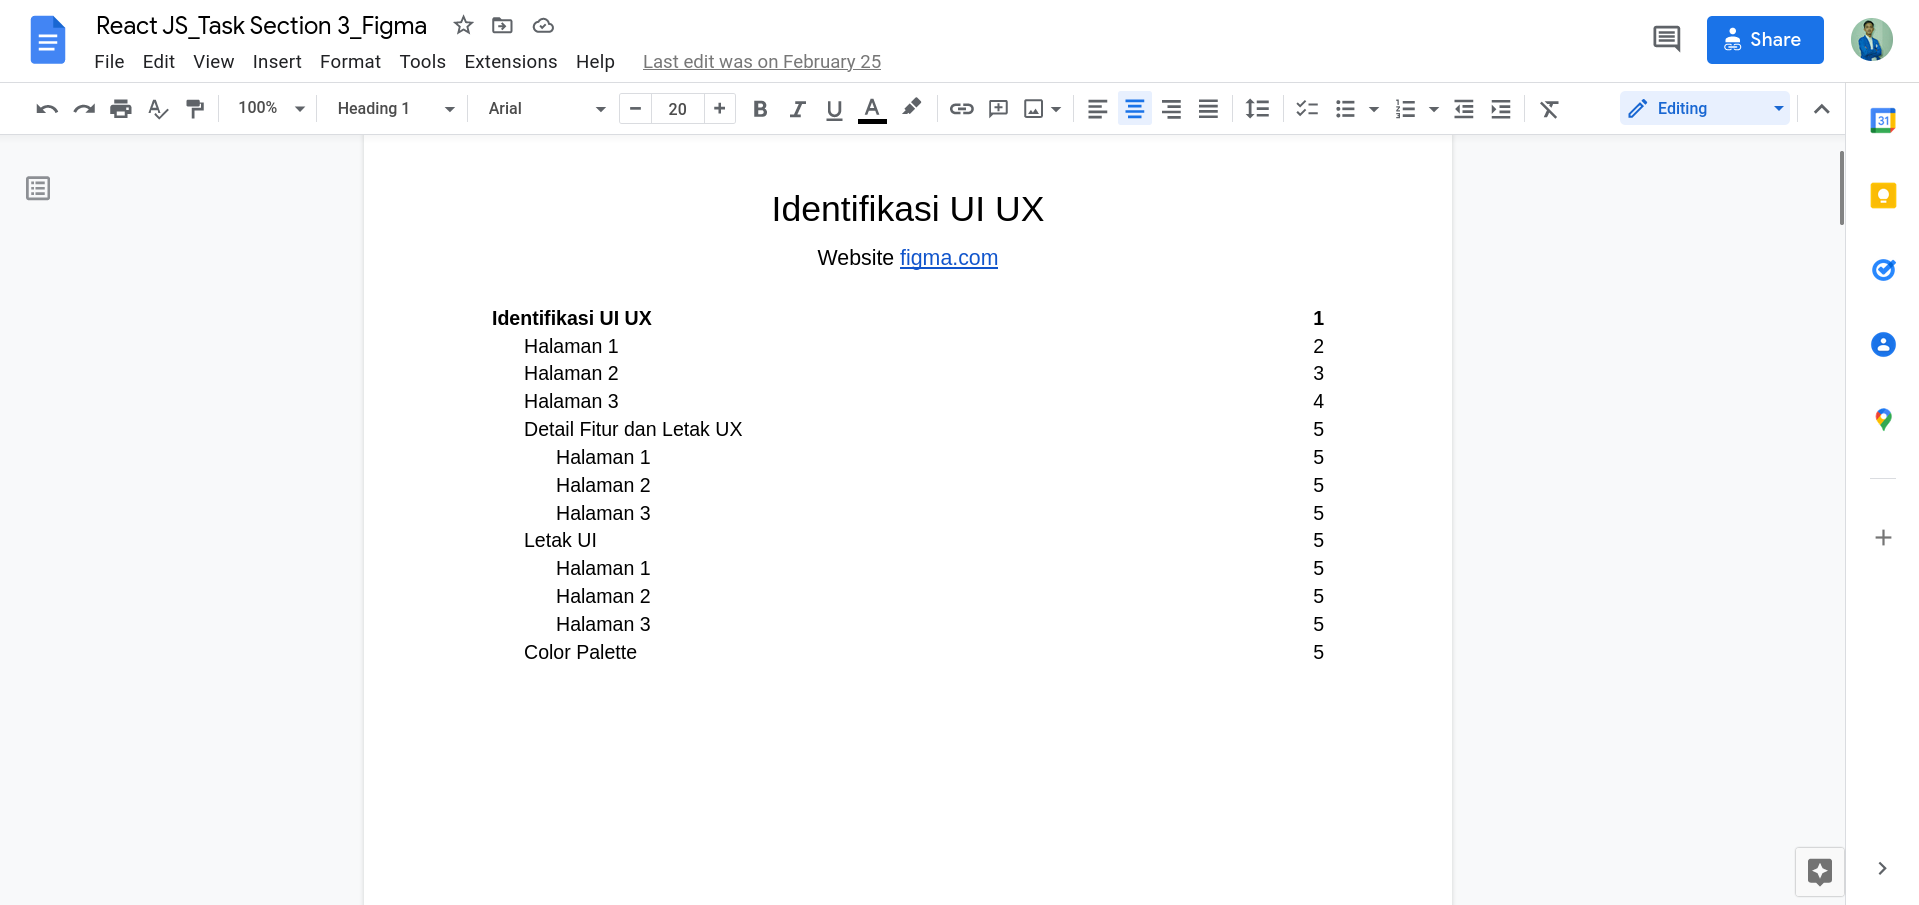 React JS_Task Section 3_Figma
File Edit View Insert Format Tools Extensions Help Last edit was on February 25
Share
100% Heading 1 Arial 20 Editing
31
Identifikasi UI UX
Website figma.com
Identifikasi UI UX 1
Halaman 1 2
Halaman 2 3
Halaman 3 4
Detail Fitur dan Letak UX 5
Halaman 1 5
Halaman 2 5
Halaman 3 5
Letak UI 5
Halaman 1 5
Halaman 2 5
Halaman 3 5
Color Palette 5